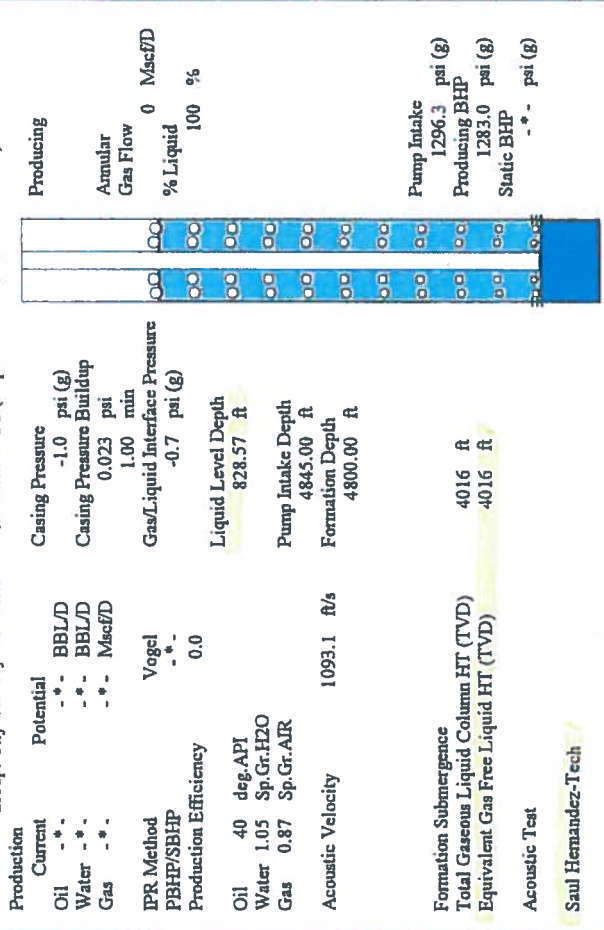 Production
Current Potential
Oil - * - - * - BBL/D
Water - * - - * - BBL/D
Gas - * - - * - Mscf/D
IPR Method Vogel
PBHP/SBHP - * -
Production Efficiency 0.0
Oil 40 deg.API
Water 1.05 Sp.Gr.H2O
Gas 0.87 Sp.Gr.AIR
Acoustic Velocity 1093.1 ft/s
Formation Submergence
Total Gaseous Liquid Column HT (TVD) 4016 ft
Equivalent Gas Free Liquid HT (TVD) 4016 ft
Acoustic Test
Saul Hernandez-Tech
Casing Pressure
-1.0 psi (g)
Casing Pressure Buildup
0.023 psi
1.00 min
Gas/Liquid Interface Pressure
-0.7 psi (g)
Liquid Level Depth
828.57 ft
Pump Intake Depth
4845.00 ft
Formation Depth
4800.00 ft
Producing
Annular
Gas Flow
0 Mscf/D
% Liquid
100 %
Pump Intake
1296.3 psi (g)
Producing BHP
1283.0 psi (g)
Static BHP
- * - psi (g)